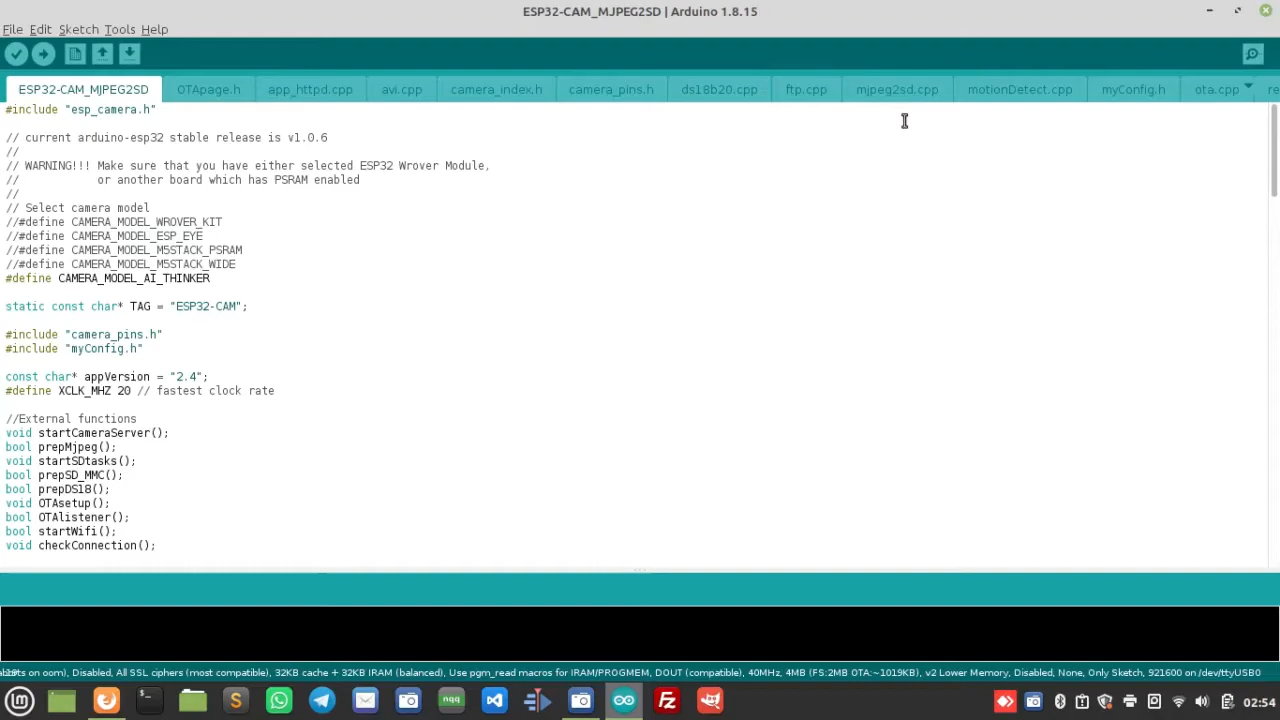 ESP32-CAM_MJPEG2SD | Arduino 1.8.15
File Edit Sketch Tools Help
ESP32-CAM_MJPEG2SD OTApage.h app_httpd.cpp avi.cpp camera_index.h camera_pins.h ds18b20.cpp ftp.cpp mjpeg2sd.cpp motionDetect.cpp myConfig.h ota.cpp re
#include "esp_camera.h"
// current arduino-esp32 stable release is v1.0.6
//
// WARNING!!! Make sure that you have either selected ESP32 Wrover Module,
// or another board which has PSRAM enabled
//
// Select camera model
//#define CAMERA_MODEL_WROVER_KIT
//#define CAMERA_MODEL_ESP_EYE
//#define CAMERA_MODEL_M5STACK_PSRAM
//#define CAMERA_MODEL_M5STACK_WIDE
#define CAMERA_MODEL_AI_THINKER
static const char* TAG = "ESP32-CAM";
#include "camera_pins.h"
#include "myConfig.h"
const char* appVersion = "2.4";
#define XCLK_MHZ 20 // fastest clock rate
//External functions
void startCameraServer();
bool prepMjpeg();
void startSDtasks();
bool prepSD_MMC();
bool prepDS18();
void OTAsetup();
bool OTAlistener();
bool startWifi();
void checkConnection();
on oom), Disabled, All SSL ciphers (most compatible), 32KB cache + 32KB IRAM (balanced), Use pgm_read macros for IRAM/PROGMEM, DOUT (compatible), 40MHz, 4MB (FS:2MB OTA:~1019KB), v2 Lower Memory, Disabled, None, Only Sketch, 921600 on /dev/ttyUSB0
nqq
02:54